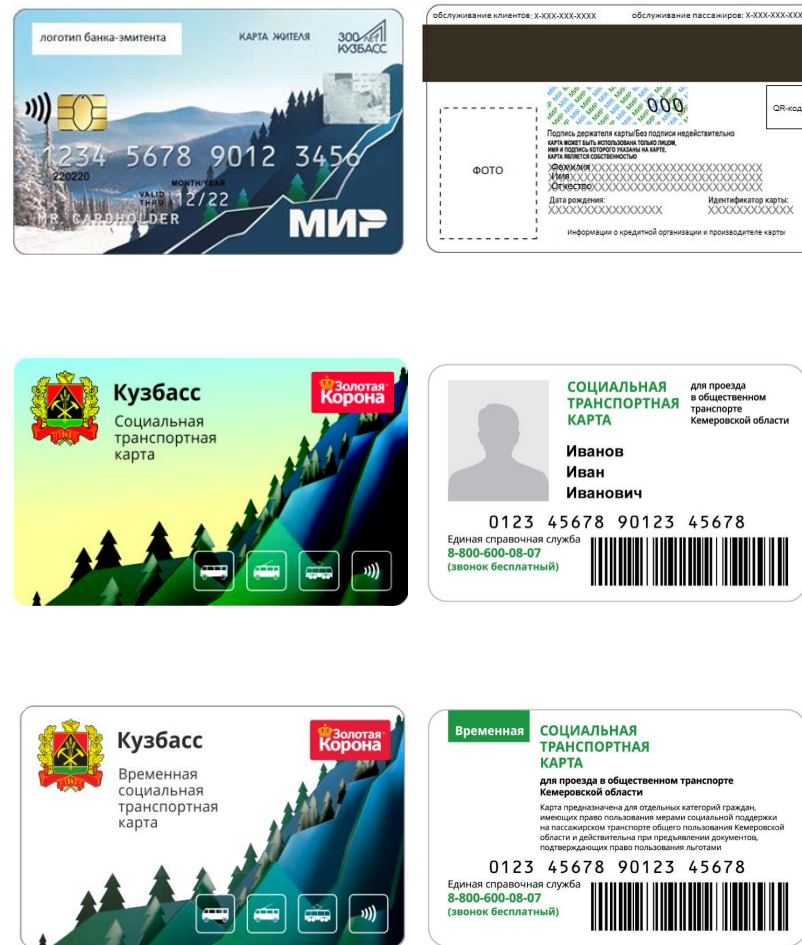 логотип банка-эмитента
КАРТА ЖИТЕЛЯ
300 ЛЕТ
КУЗБАСС
1234 5678 9012 3456
220220
MONTH/YEAR
VALID
THRU
12/22
MR. CARDHOLDER
МИР
обслуживание клиентов: X-XXX-XXX-XXXX
обслуживание пассажиров: X-XXX-XXX-XXX
000
QR-код
Подпись держателя карты/Без подписи недействительно
КАРТА МОЖЕТ БЫТЬ ИСПОЛЬЗОВАНА ТОЛЬКО ЛИЦОМ,
ИМЯ И ПОДПИСЬ КОТОРОГО УКАЗАНЫ НА КАРТЕ.
КАРТА ЯВЛЯЕТСЯ СОБСТВЕННОСТЬЮ
ФОТО
Фамилия
Имя
Отчество
Дата рождения:
Идентификатор карты:
XXXXXXXXXXXXXXX
XXXXXXXXXXX
Информации о кредитной организации и производителе карты
Кузбасс
Золотая
Корона
Социальная
транспортная
карта
СОЦИАЛЬНАЯ
ТРАНСПОРТНАЯ
КАРТА
для проезда
в общественном
транспорте
Кемеровской области
Иванов
Иван
Иванович
0123 45678 90123 45678
Единая справочная служба
8-800-600-08-07
(звонок бесплатный)
Кузбасс
Золотая
Корона
Временная
социальная
транспортная
карта
Временная
СОЦИАЛЬНАЯ
ТРАНСПОРТНАЯ
КАРТА
для проезда в общественном транспорте
Кемеровской области
Карта предназначена для отдельных категорий граждан,
имеющих право пользования мерами социальной поддержки
на пассажирском транспорте общего пользования Кемеровской
области и действительна при предъявлении документов,
подтверждающих право пользования льготами
0123 45678 90123 45678
Единая справочная служба
8-800-600-08-07
(звонок бесплатный)